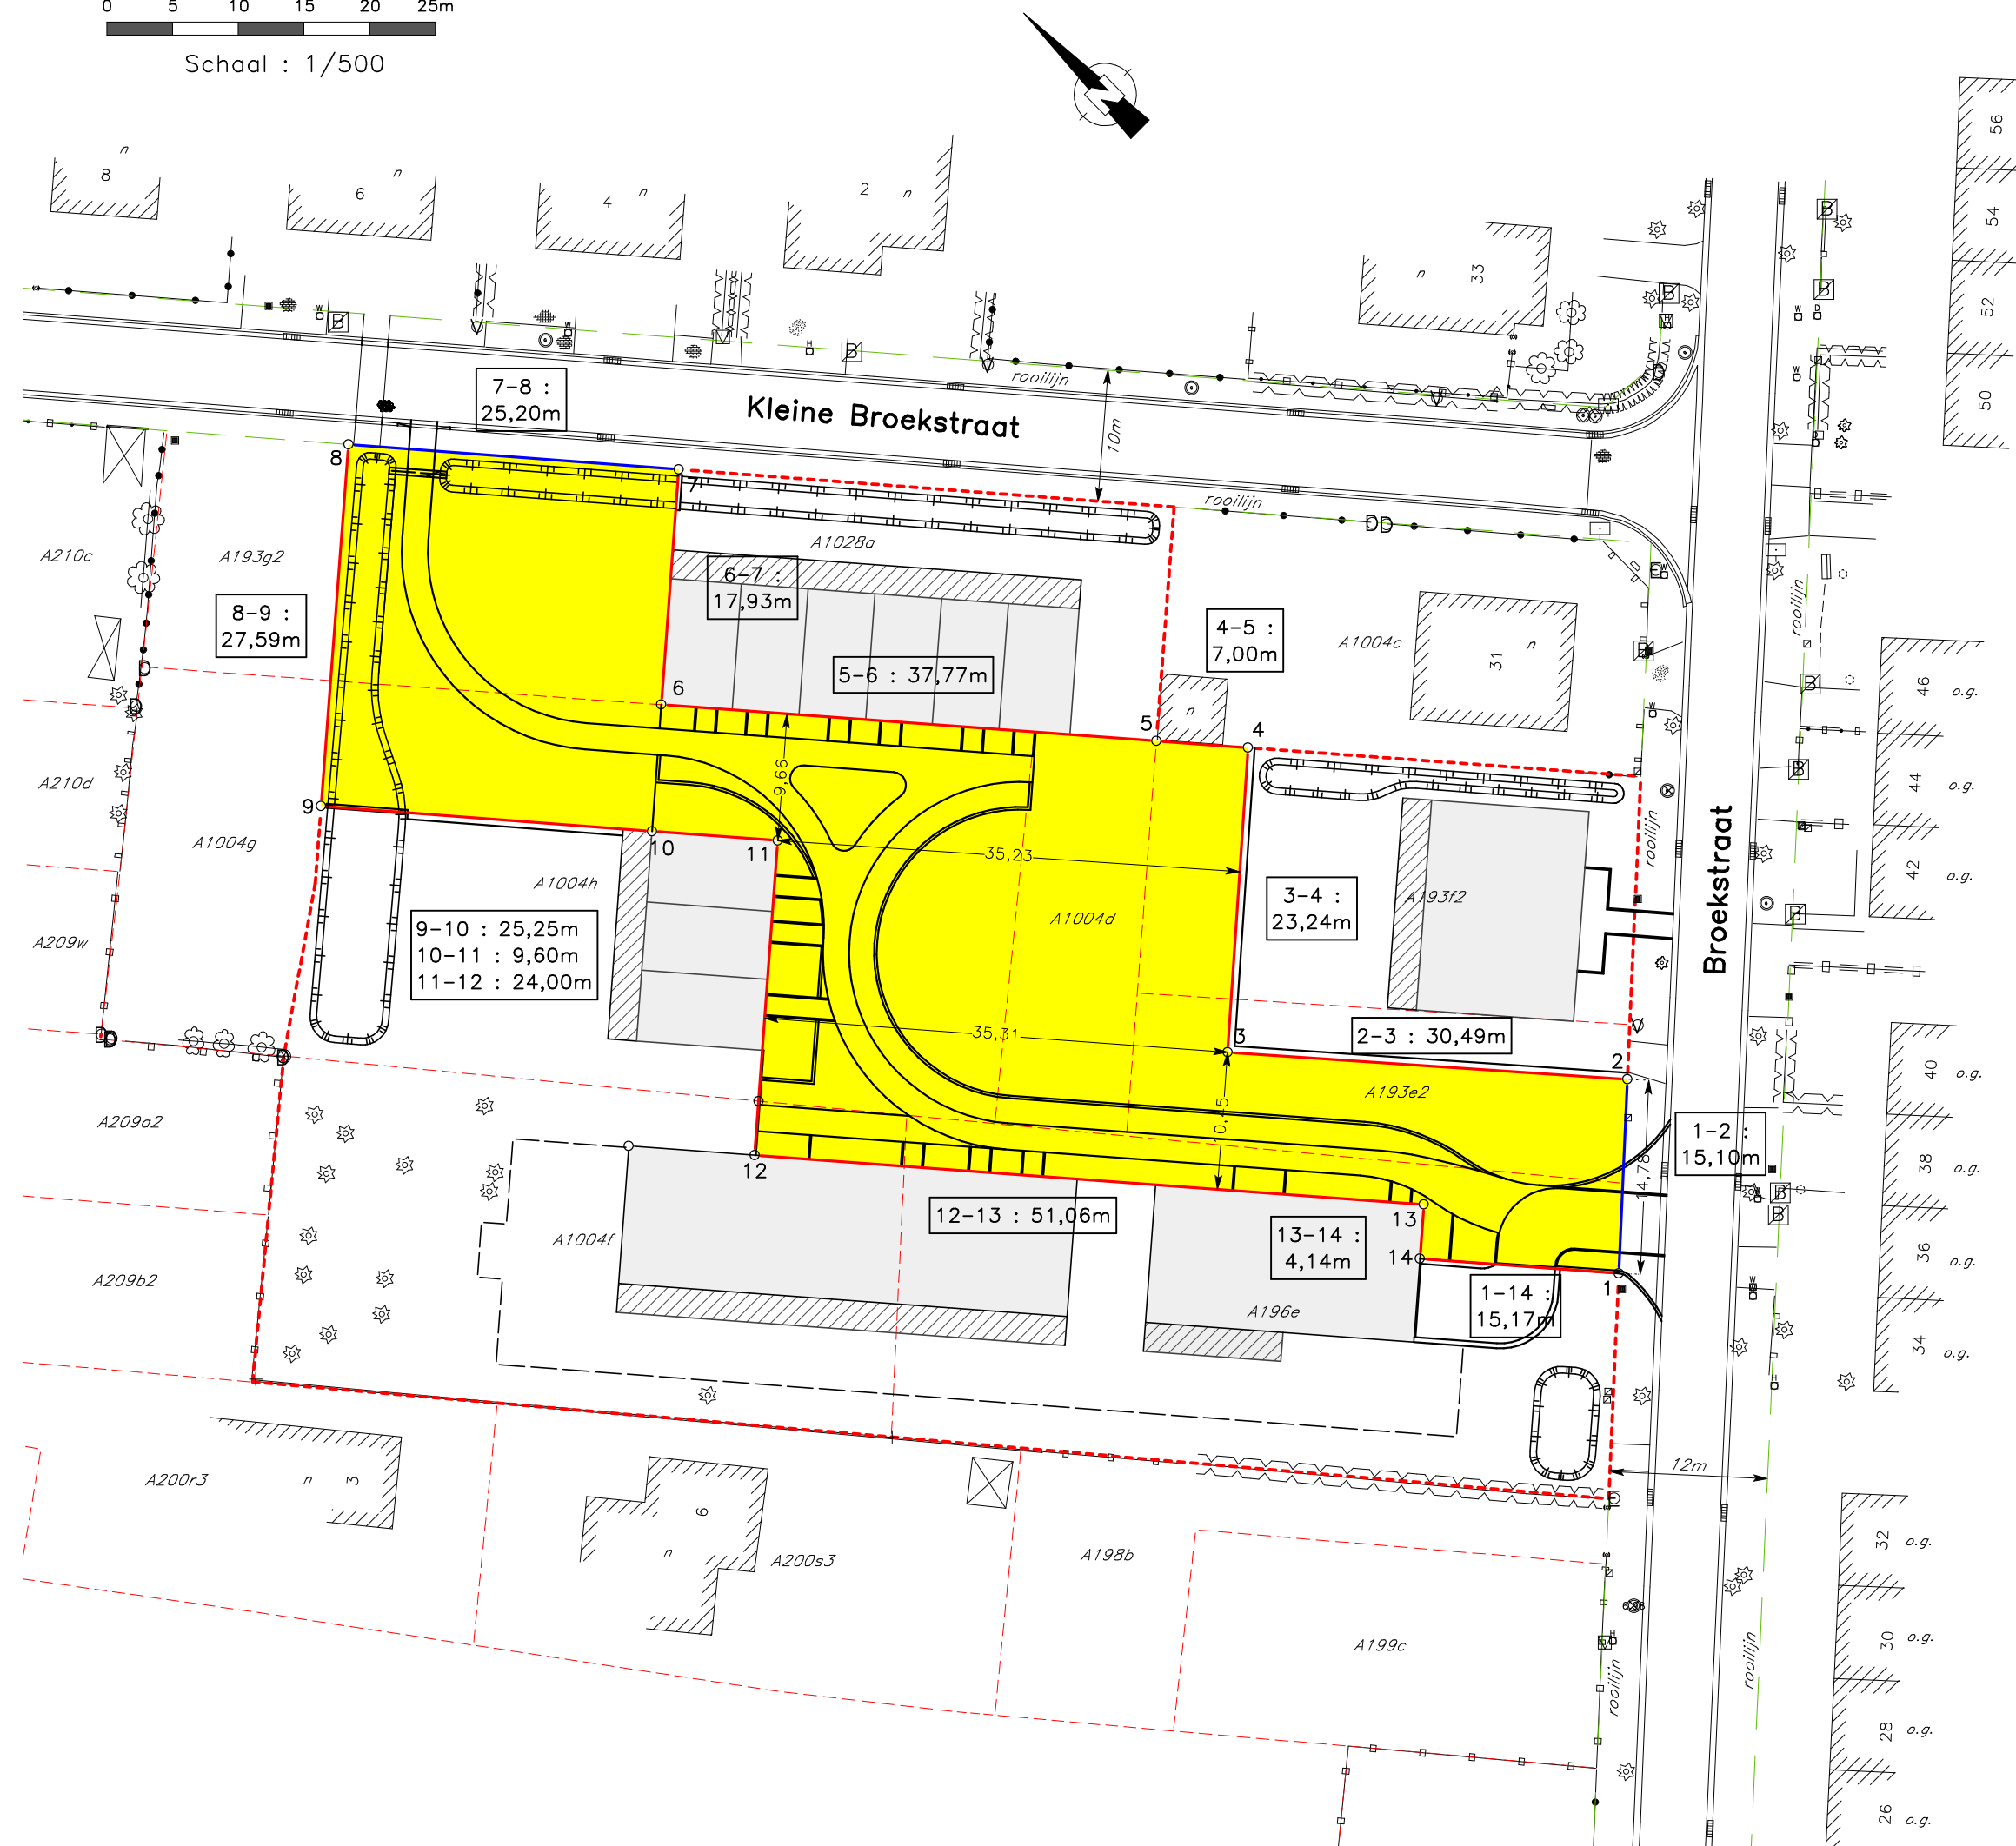 0 5 10 15 20 25m
Schaal : 1/500
8 n
6 n
4 n
2 n
n 33
56
54
52
50
rooilijn
7-8 :
25,20m
Kleine Broekstraat
10m
rooilijn
8
7
A210c
A193g2
A1028a
6-7 :
17,93m
8-9 :
27,59m
4-5 :
7,00m
A1004c
31 n
rooilijn
5-6 : 37,77m
6
5
4
n
46 o.g.
9,66
A210d
9
10
11
44 o.g.
A1004g
35,23
rooilijn
Broekstraat
42 o.g.
A1004h
A1004d
3-4 :
23,24m
A193f2
A209w
9-10 : 25,25m
10-11 : 9,60m
11-12 : 24,00m
35,31
3
2-3 : 30,49m
2
40 o.g.
A209a2
10,45
A193e2
1-2 :
15,10m
14,78
38 o.g.
12
A1004f
12-13 : 51,06m
13
13-14 :
4,14m
14
1
36 o.g.
A209b2
A196e
1-14 :
15,17m
34 o.g.
12m
A200r3
n 3
6
n
A200s3
A198b
32 o.g.
A199c
rooilijn
rooilijn
30 o.g.
28 o.g.
26 o.g.